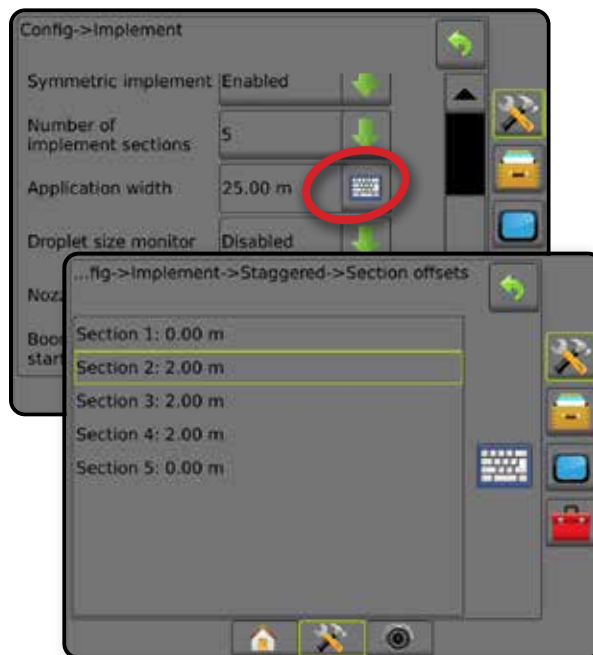 Config->Implement
Symmetric implement Enabled
Number of
implement sections 5
Application width 25.00 m
Droplet size monitor Disabled
...fig->Implement->Staggered->Section offsets
Section 1: 0.00 m
Section 2: 2.00 m
Section 3: 2.00 m
Section 4: 2.00 m
Section 5: 0.00 m